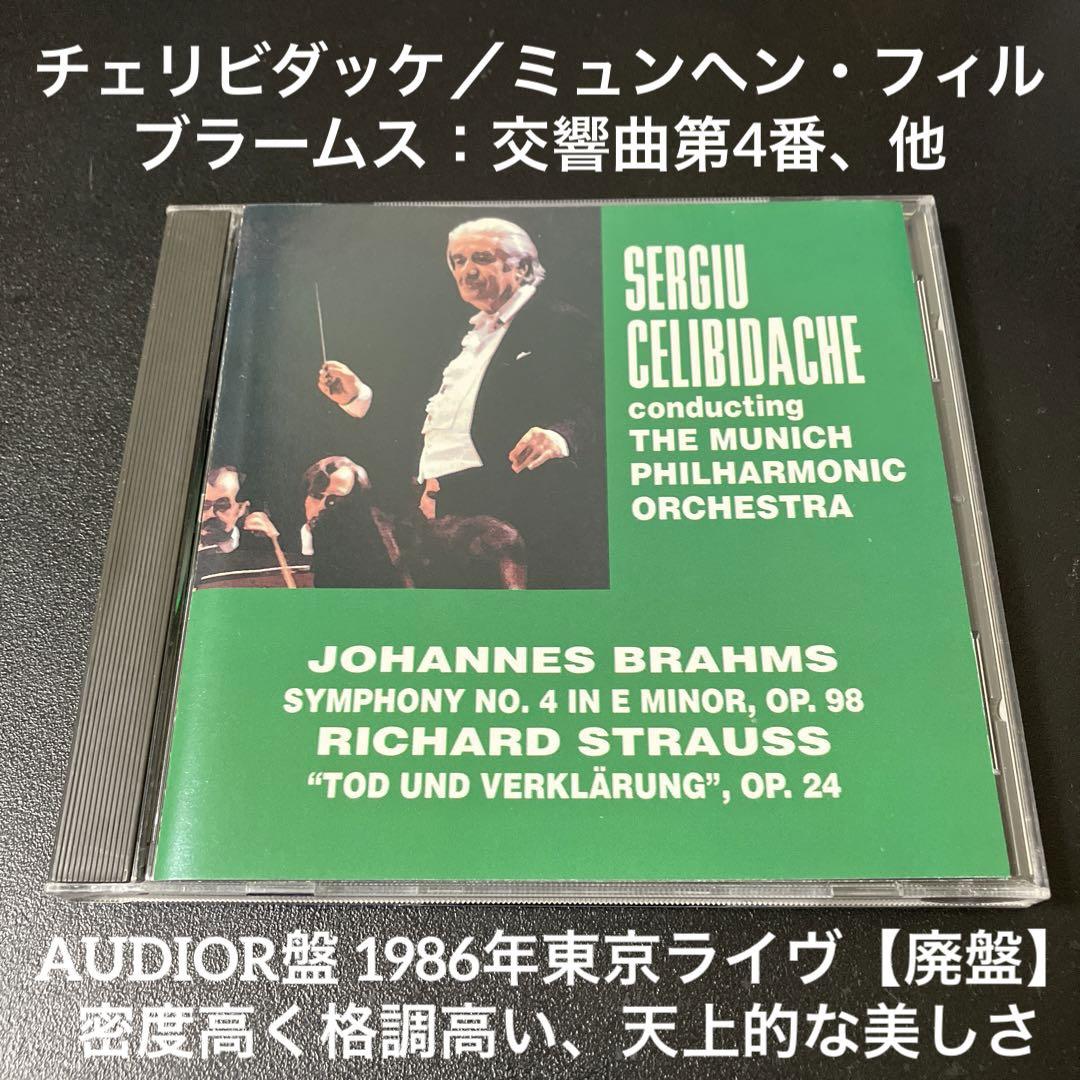 チェリビダッケ／ミュンヘン・フィル
ブラームス：交響曲第4番、他
SERGIU
CELIBIDACHE
conducting
THE MUNICH
PHILHARMONIC
ORCHESTRA
JOHANNES BRAHMS
SYMPHONY NO. 4 IN E MINOR, OP. 98
RICHARD STRAUSS
“TOD UND VERKLÄRUNG”, OP. 24
AUDIOR盤 1986年東京ライヴ【廃盤】
密度高く格調高い、天上的な美しさ